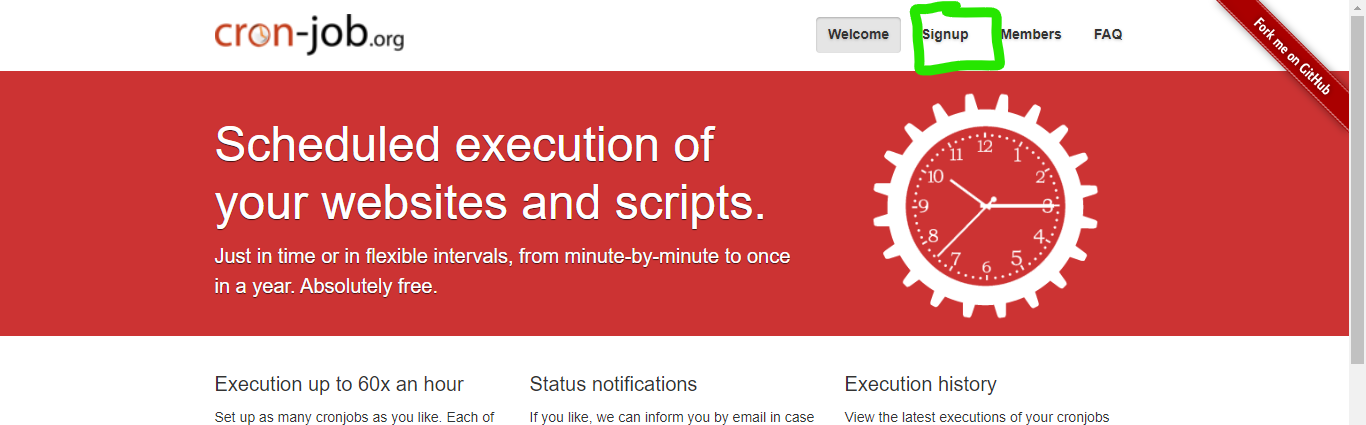 cron-job.org
Welcome
Signup
Members
FAQ
Fork me on GitHub
Scheduled execution of
your websites and scripts.
Just in time or in flexible intervals, from minute-by-minute to once
in a year. Absolutely free.
12
1
2
3
4
5
6
7
8
9
10
11
Execution up to 60x an hour
Set up as many cronjobs as you like. Each of
Status notifications
If you like, we can inform you by email in case
Execution history
View the latest executions of your cronjobs